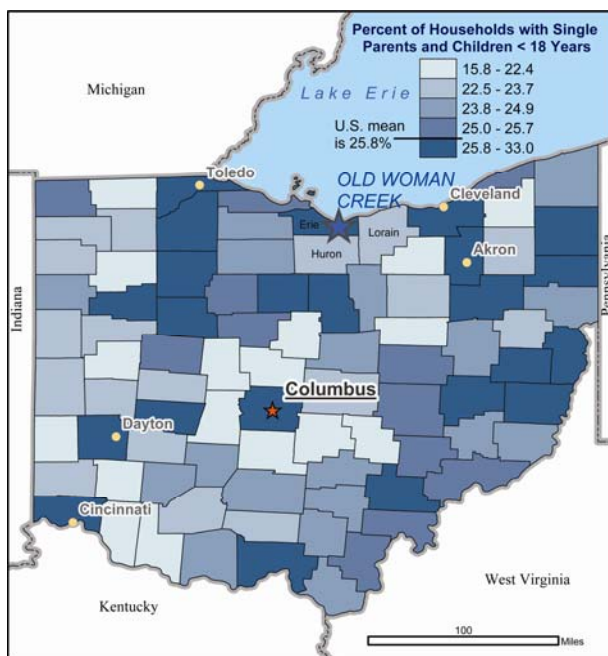 Percent of Households with Single
Parents and Children < 18 Years
15.8 - 22.4
22.5 - 23.7
23.8 - 24.9
25.0 - 25.7
25.8 - 33.0
U.S. mean
is 25.8%
Michigan
Lake Erie
Toledo
OLD WOMAN
CREEK
Cleveland
Erie
Lorain
Huron
Akron
Indiana
Pennsylvania
Columbus
Dayton
Cincinnati
West Virginia
Kentucky
100
Miles